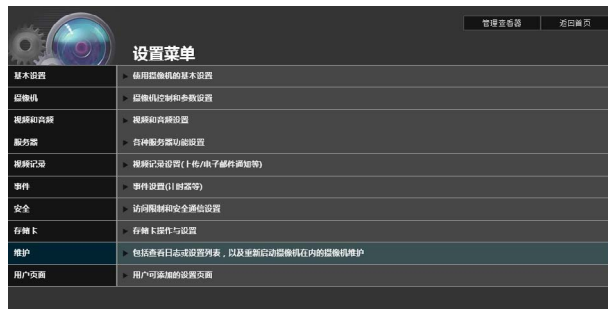 管理查看器 返回首页
设置菜单
基本设置 使用摄像机的基本设置
摄像机 摄像机控制和参数设置
视频和音频 视频和音频设置
服务器 各种服务器功能设置
视频记录 视频记录设置(上传/电子邮件通知等)
事件 事件设置(计时器等)
安全 访问限制和安全通信设置
存储卡 存储卡操作与设置
维护 包括查看日志或设置列表，以及重新启动摄像机在内的摄像机维护
用户页面 用户可添加的设置页面